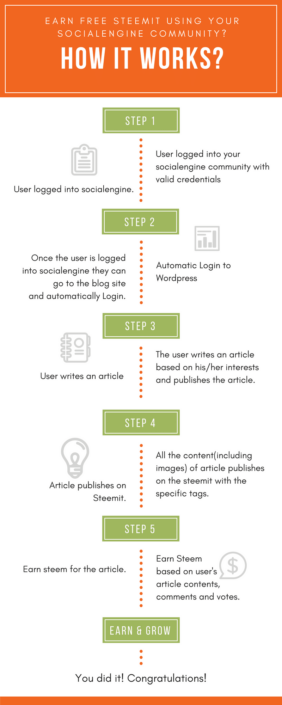 EARN FREE STEEMIT USING YOUR
SOCIALENGINE COMMUNITY?
HOW IT WORKS?
STEP 1
User logged into socialengine.
User logged into your
socialengine community with
valid credentials
STEP 2
Once the user is logged
into socialengine they can
go to the blog site
and automatically Login.
Automatic Login to
Wordpress
STEP 3
User writes an article
The user writes an article
based on his/her interests
and publishes the article.
STEP 4
Article publishes on
Steemit.
All the content(including
images) of article publishes
on the steemit with the
specific tags.
STEP 5
Earn steem for the article.
Earn Steem
based on user's
article contents,
comments and votes.
$
EARN & GROW
You did it! Congratulations!